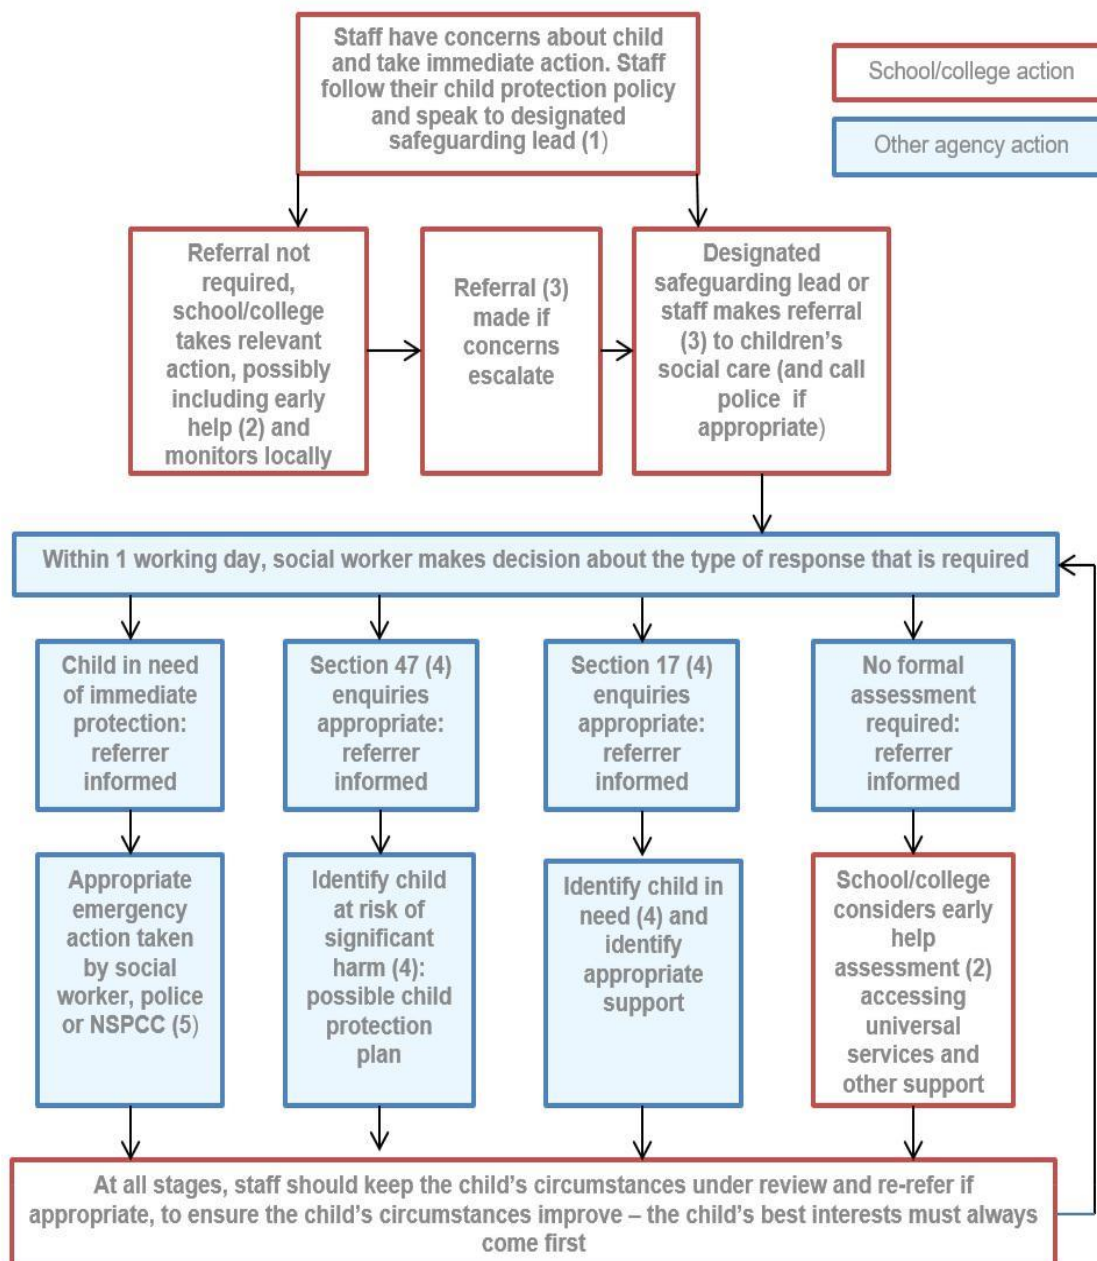 Staff have concerns about child
and take immediate action. Staff
follow their child protection policy
and speak to designated
safeguarding lead (1)
School/college action
Other agency action
Referral not
required,
school/college
takes relevant
action, possibly
including early
help (2) and
monitors locally
Referral (3)
made if
concerns
escalate
Designated
safeguarding lead or
staff makes referral
(3) to children’s
social care (and call
police if
appropriate)
Within 1 working day, social worker makes decision about the type of response that is required
Child in need
of immediate
protection:
referrer
informed
Section 47 (4)
enquiries
appropriate:
referrer
informed
Section 17 (4)
enquiries
appropriate:
referrer
informed
No formal
assessment
required:
referrer
informed
Appropriate
emergency
action taken
by social
worker, police
or NSPCC (5)
Identify child
at risk of
significant
harm (4):
possible child
protection
plan
Identify child in
need (4) and
identify
appropriate
support
School/college
considers early
help
assessment (2)
accessing
universal
services and
other support
At all stages, staff should keep the child’s circumstances under review and re-refer if
appropriate, to ensure the child’s circumstances improve – the child’s best interests must always
come first